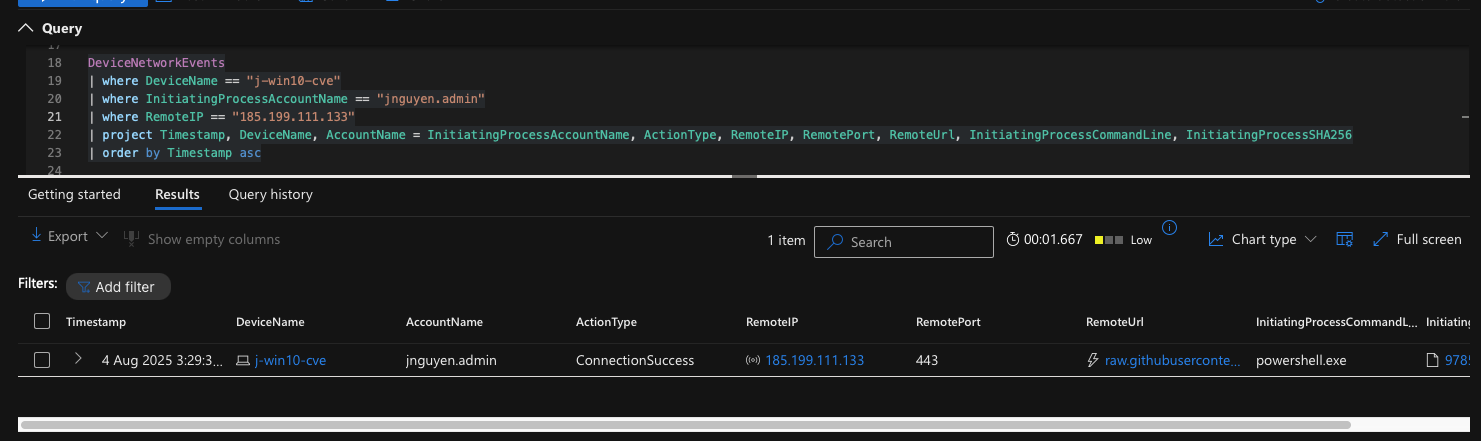 Query
18 DeviceNetworkEvents
19 | where DeviceName == "j-win10-cve"
20 | where InitiatingProcessAccountName == "jnguyen.admin"
21 | where RemoteIP == "185.199.111.133"
22 | project Timestamp, DeviceName, AccountName = InitiatingProcessAccountName, ActionType, RemoteIP, RemotePort, RemoteUrl, InitiatingProcessCommandLine, InitiatingProcessSHA256
23 | order by Timestamp asc
24
Getting started Results Query history
Export Show empty columns 1 item Search 00:01.667 Low Chart type Full screen
Filters: Add filter
Timestamp DeviceName AccountName ActionType RemoteIP RemotePort RemoteUrl InitiatingProcessCommandL... Initiating
4 Aug 2025 3:29:3... j-win10-cve jnguyen.admin ConnectionSuccess 185.199.111.133 443 raw.githubuserconte... powershell.exe 9785